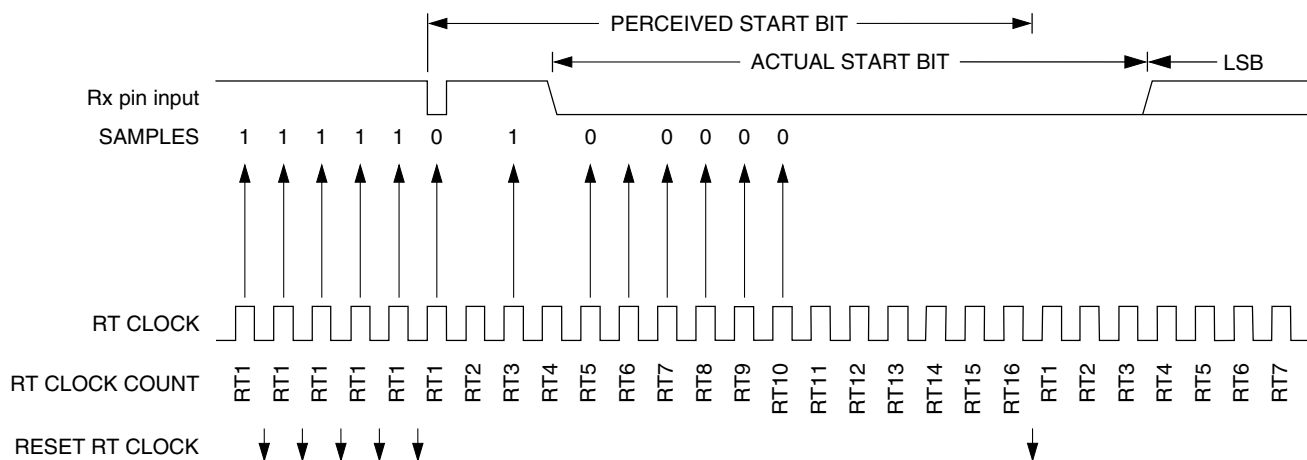 PERCEIVED START BIT
ACTUAL START BIT LSB
Rx pin input
SAMPLES 1 1 1 1 1 0 1 0 0 0 0 0
RT CLOCK
RT CLOCK COUNT RT1 RT1 RT1 RT1 RT1 RT1 RT2 RT3 RT4 RT5 RT6 RT7 RT8 RT9 RT10 RT11 RT12 RT13 RT14 RT15 RT16 RT1 RT2 RT3 RT4 RT5 RT6 RT7
RESET RT CLOCK